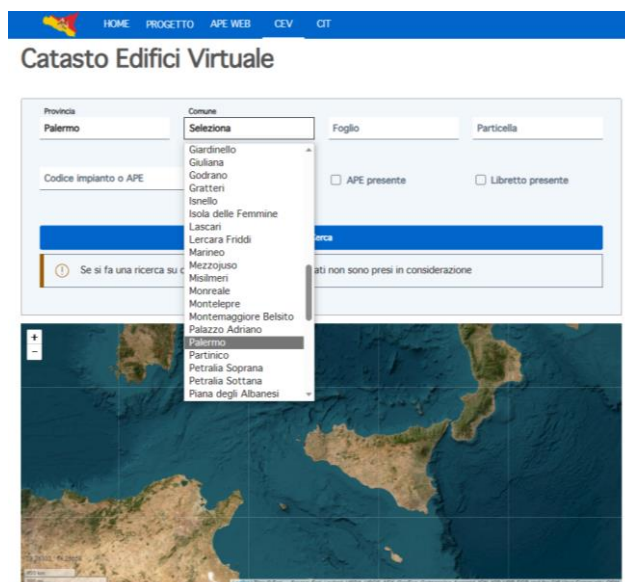 HOME PROGETTO APE WEB CEV CIT
Catasto Edifici Virtuale
Provincia Comune
Palermo Seleziona Foglio Particella
Giardinello
Giuliana
Codice impianto o APE Godrano APE presente Libretto presente
Gratteri
Isnello
Isola delle Femmine
Lascari
Lercara Friddi erca
Marineo
Se si fa una ricerca su Mezzojuso ati non sono presi in considerazione
Misilmeri
Monreale
Montelepre
Montemaggiore Belsito
Palazzo Adriano
+
Palermo
-
Partinico
Petralia Soprana
Petralia Sottana
Piana degli Albanesi